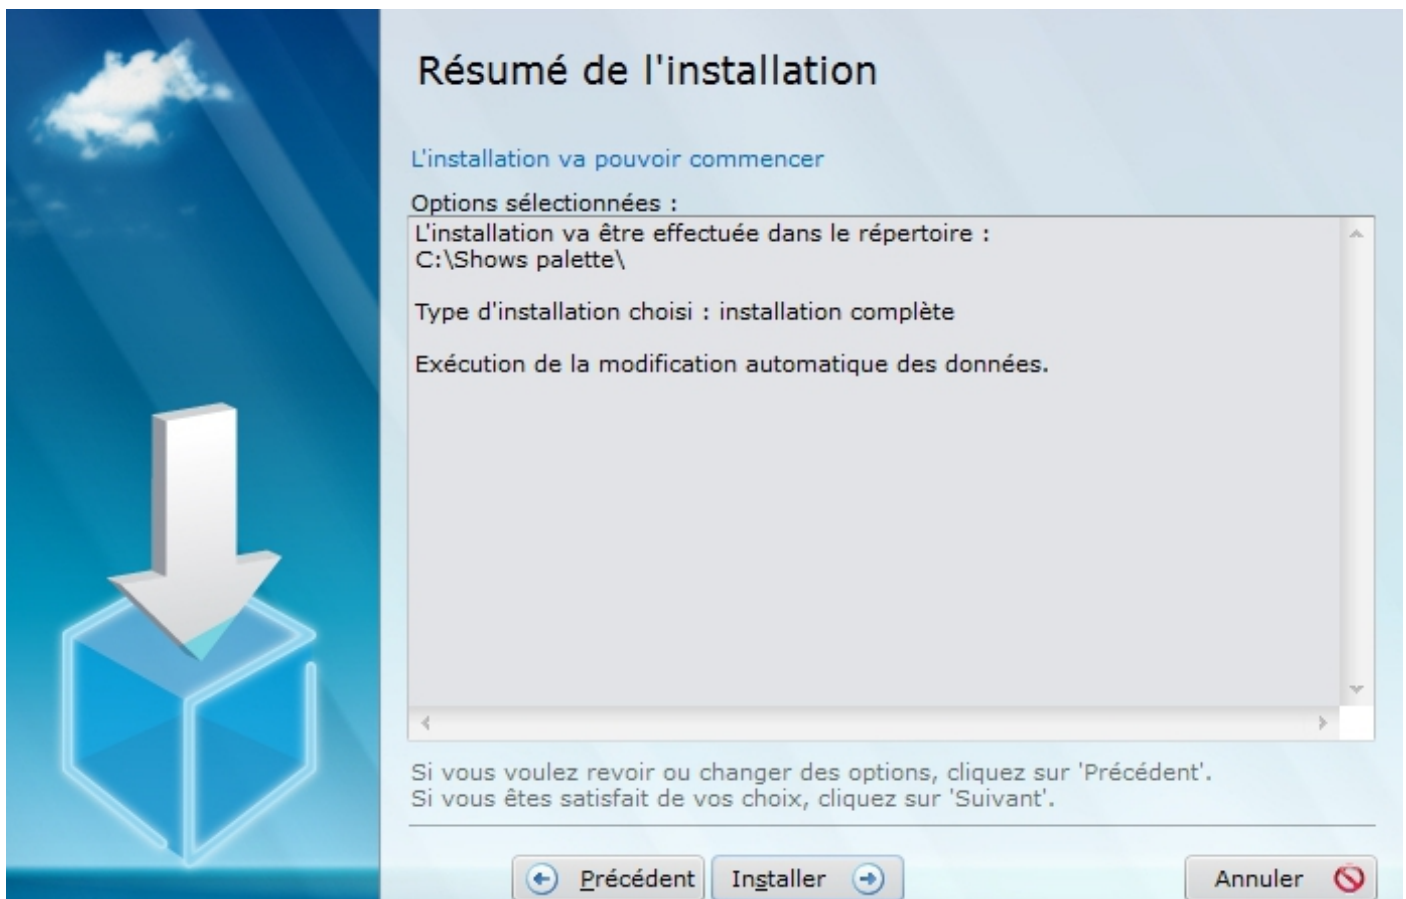 Résumé de l'installation
L'installation va pouvoir commencer
Options sélectionnées :
L'installation va être effectuée dans le répertoire :
C:\Shows palette\
Type d'installation choisi : installation complète
Exécution de la modification automatique des données.
Si vous voulez revoir ou changer des options, cliquez sur 'Précédent'.
Si vous êtes satisfait de vos choix, cliquez sur 'Suivant'.
Précédent
Installer
Annuler